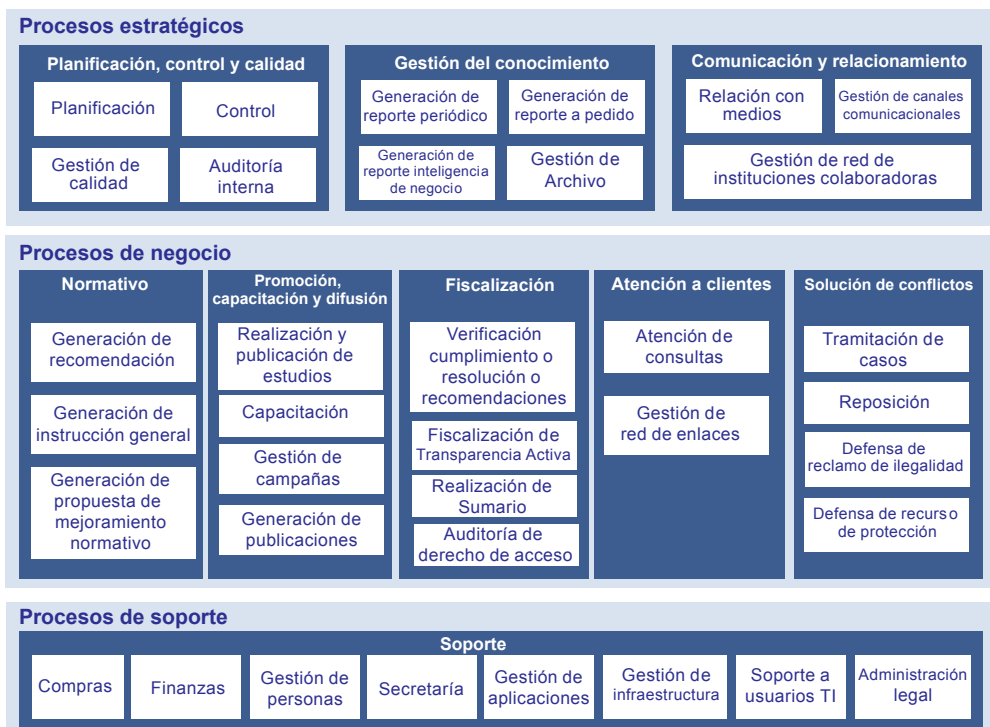 Procesos estratégicos
Planificación, control y calidad
Planificación
Control
Gestión de
calidad
Auditoría
interna
Gestión del conocimiento
Generación de
reporte periódico
Generación de
reporte a pedido
Generación de
reporte inteligencia
de negocio
Gestión de
Archivo
Comunicación y relacionamiento
Relación con
medios
Gestión de canales
comunicacionales
Gestión de red de
instituciones colaboradoras
Procesos de negocio
Normativo
Generación de
recomendación
Generación de
instrucción general
Generación de
propuesta de
mejoramiento
normativo
Promoción,
capacitación y difusión
Realización y
publicación de
estudios
Capacitación
Gestión de
campañas
Generación de
publicaciones
Fiscalización
Verificación
cumplimiento o
resolución o
recomendaciones
Fiscalización de
Transparencia Activa
Realización de
Sumario
Auditoría de
derecho de acceso
Atención a clientes
Atención de
consultas
Gestión de
red de enlaces
Solución de conflictos
Tramitación de
casos
Reposición
Defensa de
reclamo de ilegalidad
Defensa de recurso
de protección
Procesos de soporte
Soporte
Compras
Finanzas
Gestión de
personas
Secretaría
Gestión de
aplicaciones
Gestión de
infraestructura
Soporte a
usuarios TI
Administración
legal